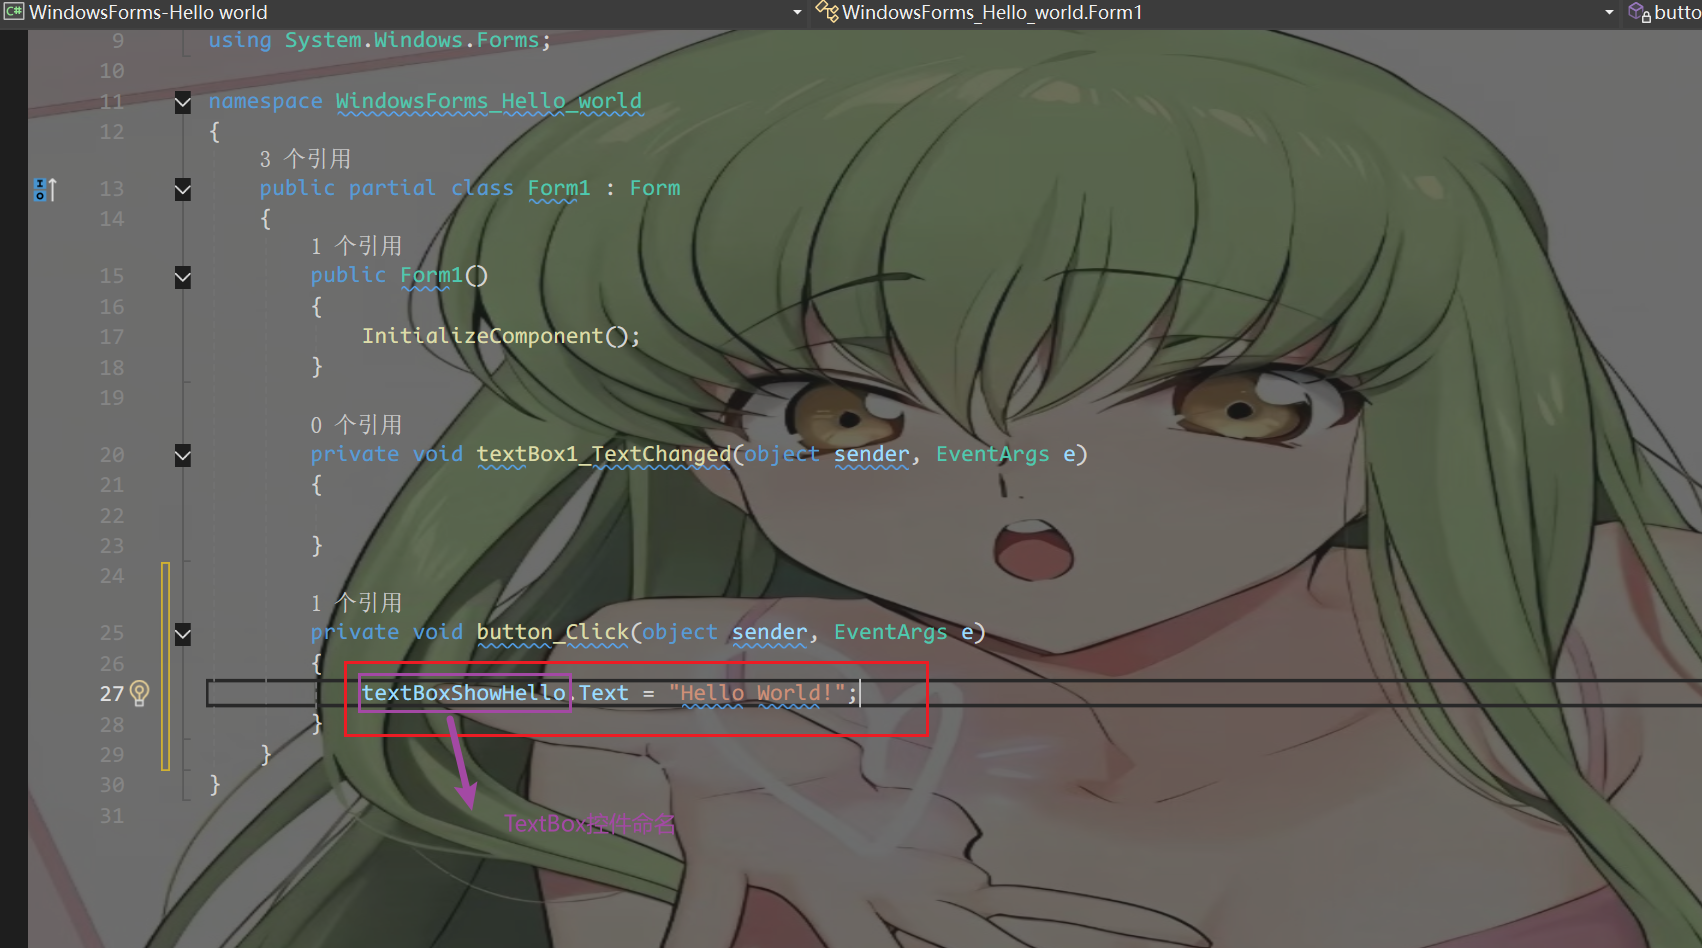 C# WindowsForms-Hello world WindowsForms_Hello_world.Form1 butto
9 using System.Windows.Forms;
10
11 namespace WindowsForms_Hello_world
12 {
3 个引用
13 public partial class Form1 : Form
14 {
1 个引用
15 public Form1()
16 {
17 InitializeComponent();
18 }
19
0 个引用
20 private void textBox1_TextChanged(object sender, EventArgs e)
21 {
22
23 }
24
1 个引用
25 private void button_Click(object sender, EventArgs e)
26 {
27 textBoxShowHello.Text = "Hello World!";
28 }
29 }
30 }
31
TextBox控件命名